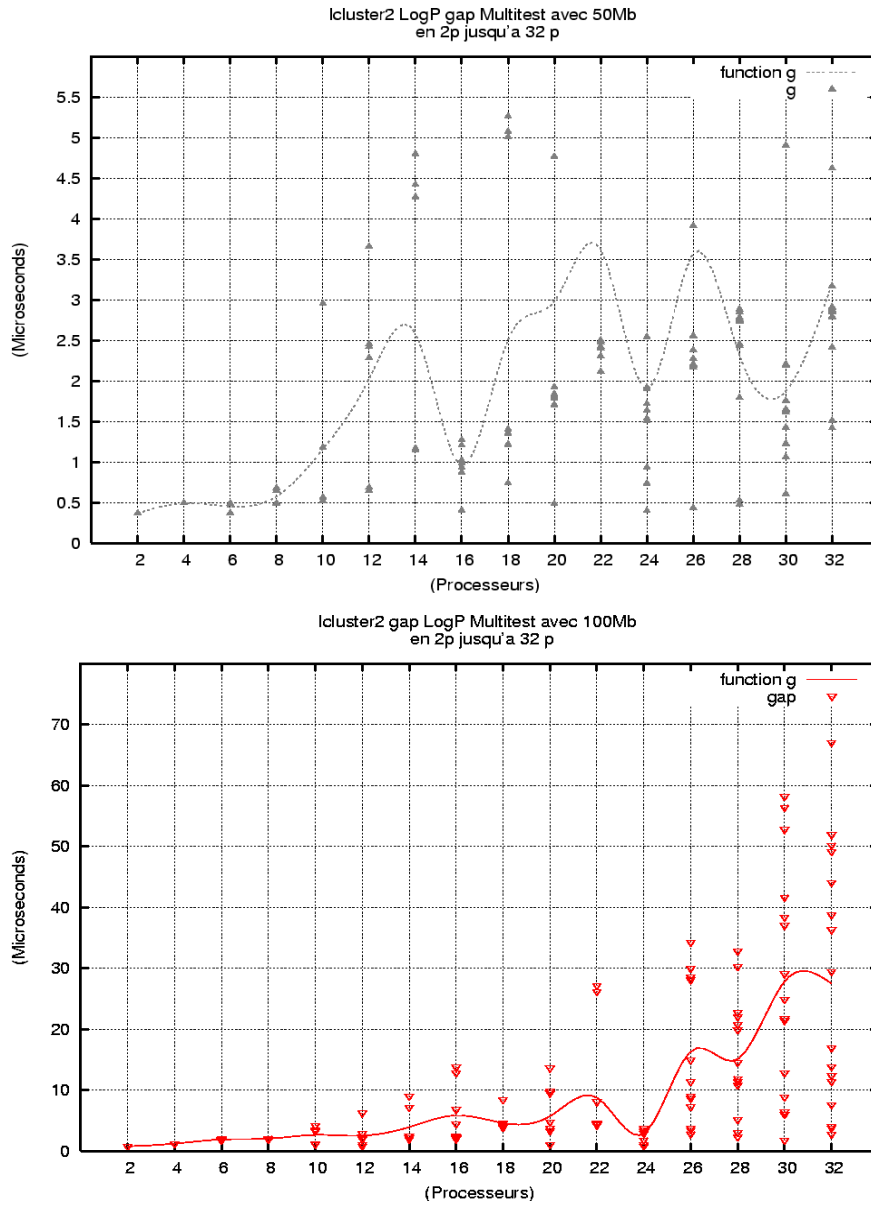 Icluster2 LogP gap Multitest avec 50Mb
en 2p jusqu'a 32 p
function g
g
5.5
5
4.5
4
3.5
3
2.5
2
1.5
1
0.5
0
(Microseconds)
2 4 6 8 10 12 14 16 18 20 22 24 26 28 30 32
(Processeurs)
Icluster2 gap LogP Multitest avec 100Mb
en 2p jusqu'a 32 p
function g
gap
70
60
50
40
30
20
10
0
(Microseconds)
2 4 6 8 10 12 14 16 18 20 22 24 26 28 30 32
(Processeurs)